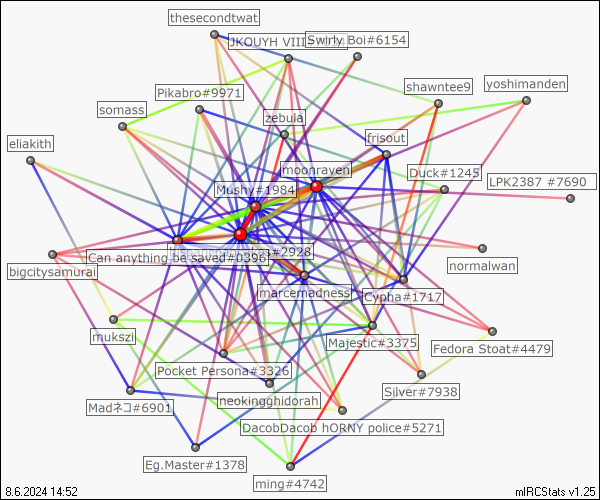 thesecondtwat
JKOUYH VIII
Swirly Boi#6154
shawntee9
yoshimanden
Pikabro#9971
somass
zebula
frisout
eliakith
moonraven
Duck#1245
LPK2387 #7690
Mushy#1984
#2928
Can anything be saved#0396
normalwan
bigcitysamurai
marcemadness
Cypha#1717
mukszi
Majestic#3375
Fedora Stoat#4479
Pocket Persona#3326
Silver#7938
Madネコ#6901
neokingghidorah
DacobDacob hORNY police#5271
Eg.Master#1378
ming#4742
8.6.2024 14:52
mIRCStats v1.25